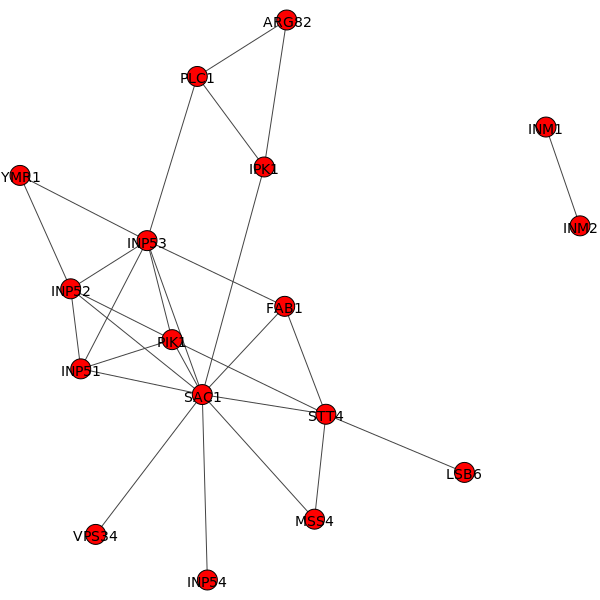 ARG82
PLC1
INM1
IPK1
YMR1
INM2
INP53
INP52
FAB1
PIK1
INP51
SAC1
STT4
LSB6
MSS4
VPS34
INP54